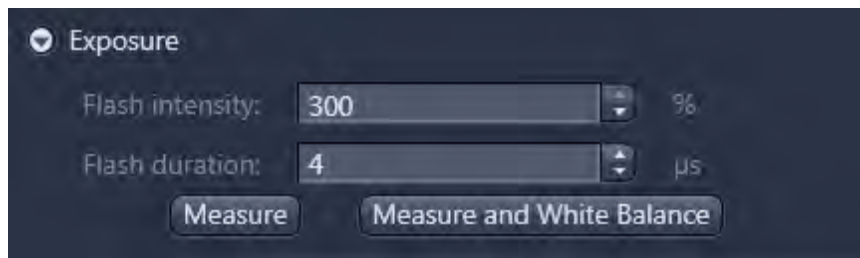 Exposure
Flash intensity: 300 %
Flash duration: 4 µs
Measure Measure and White Balance